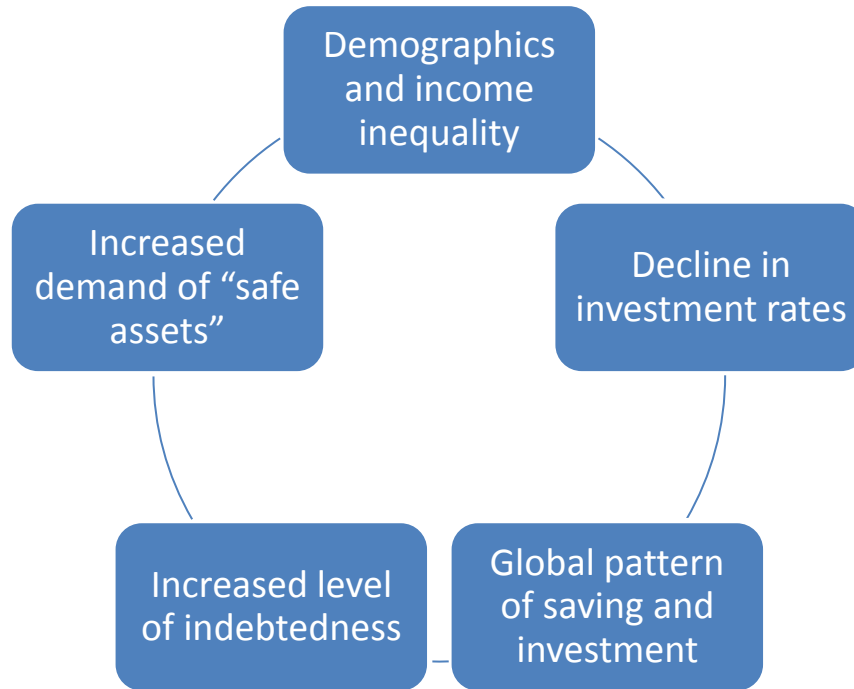 Demographics
and income
inequality
Increased
demand of “safe
assets”
Decline in
investment rates
Increased level
of indebtedness
Global pattern
of saving and
investment